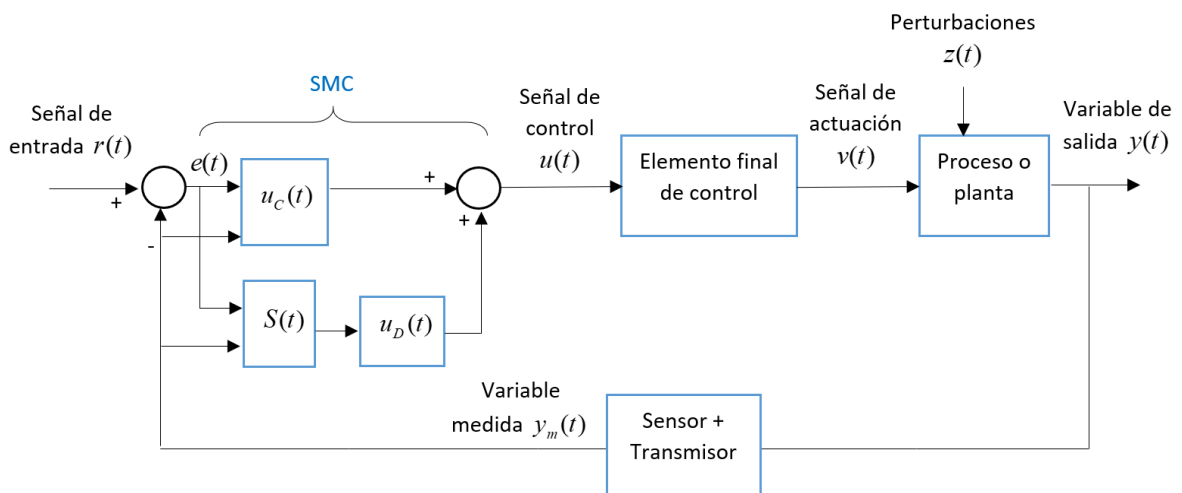 Perturbaciones
z(t)
SMC
Señal de
entrada r(t)
+
-
e(t)
u_C(t)
+
+
S(t)
u_D(t)
Señal de
control
u(t)
Elemento final
de control
Señal de
actuación
v(t)
Proceso o
planta
Variable de
salida y(t)
Variable
medida y_m(t)
Sensor +
Transmisor